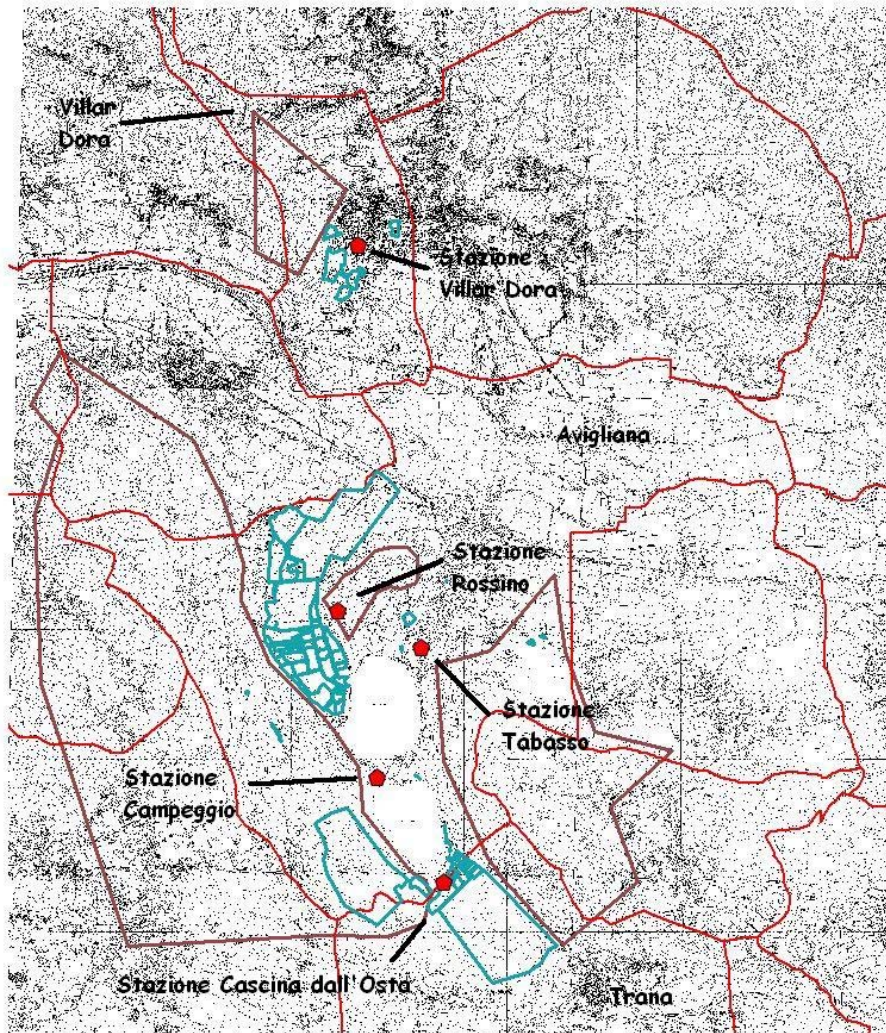 Villar
Dora
Stazione
Villar Dora
Avigliana
Stazione
Rossino
Stazione
Tabasso
Stazione
Campeggio
Stazione Cascina dall'Osta
Trana